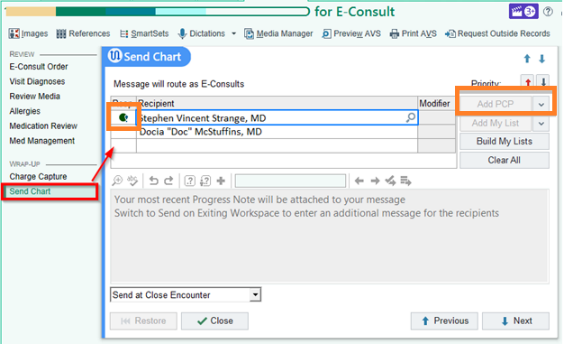 for E-Consult
Images References SmartSets Dictations Media Manager Preview AVS Print AVS Request Outside Records
REVIEW
E-Consult Order
Visit Diagnoses
Review Media
Allergies
Medication Review
Med Management
WRAP-UP
Charge Capture
Send Chart
Send Chart
Message will route as E-Consults
Priority:
Recipient Modifier
Stephen Vincent Strange, MD
Docia "Doc" McStuffins, MD
Add PCP
Add My List
Build My Lists
Clear All
Your most recent Progress Note will be attached to your message
Switch to Send on Exiting Workspace to enter an additional message for the recipients
Send at Close Encounter
Restore Close Previous Next